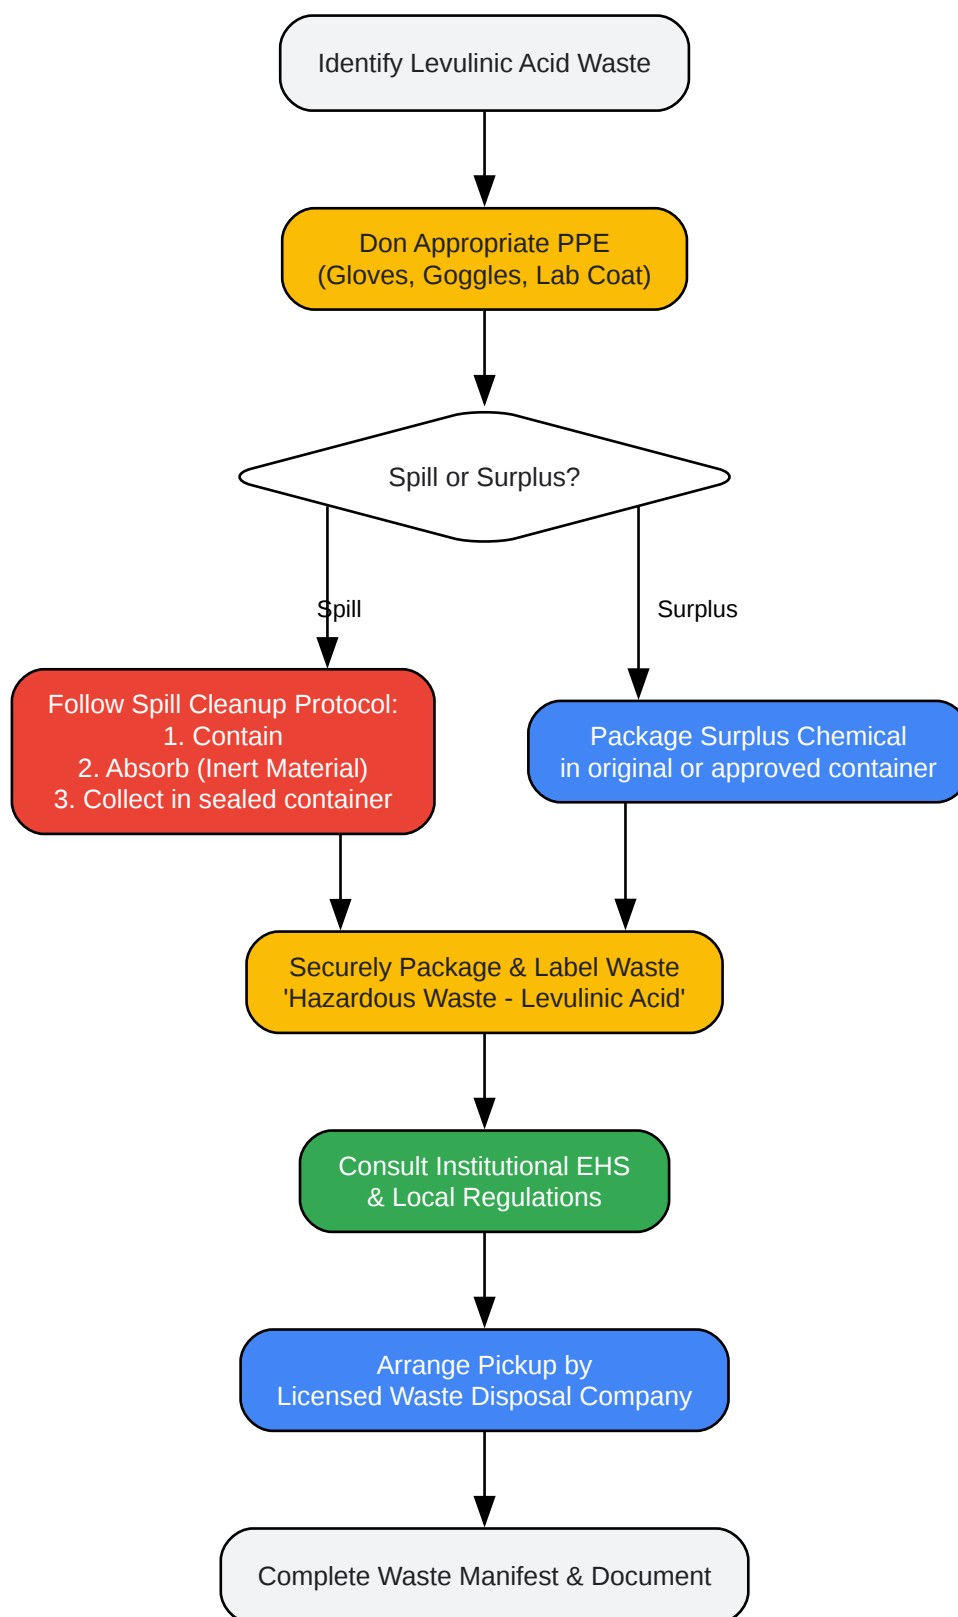 Identify Levulinic Acid Waste
Don Appropriate PPE
(Gloves, Goggles, Lab Coat)
Spill or Surplus?
Spill
Surplus
Follow Spill Cleanup Protocol:
1. Contain
2. Absorb (Inert Material)
3. Collect in sealed container
Package Surplus Chemical
in original or approved container
Securely Package & Label Waste
'Hazardous Waste - Levulinic Acid'
Consult Institutional EHS
& Local Regulations
Arrange Pickup by
Licensed Waste Disposal Company
Complete Waste Manifest & Document